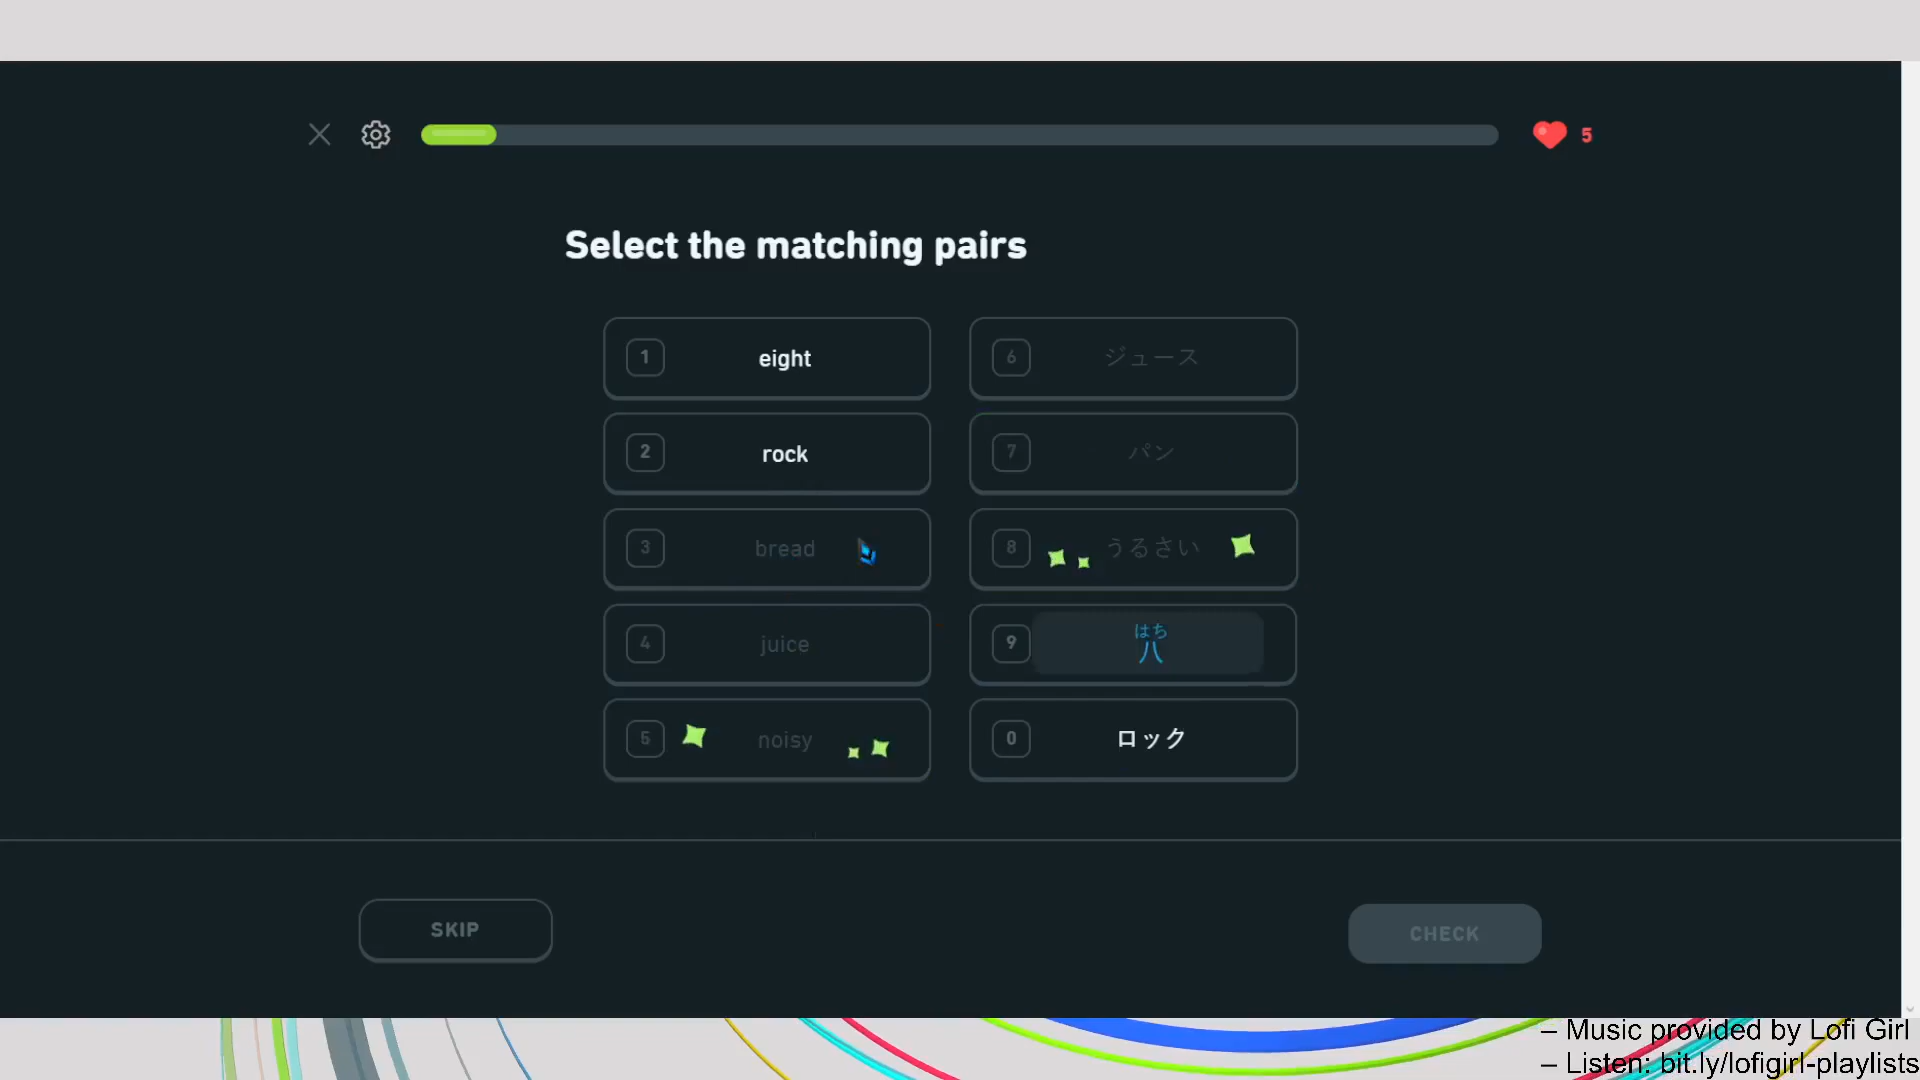 5
Select the matching pairs
1 eight
6 ジュース
2 rock
7 パン
3 bread
8 うるさい
4 juice
はち
9 八
5 noisy
0 ロック
SKIP
CHECK
– Music provided by Lofi Girl
– Listen: bit.ly/lofigirl-playlists